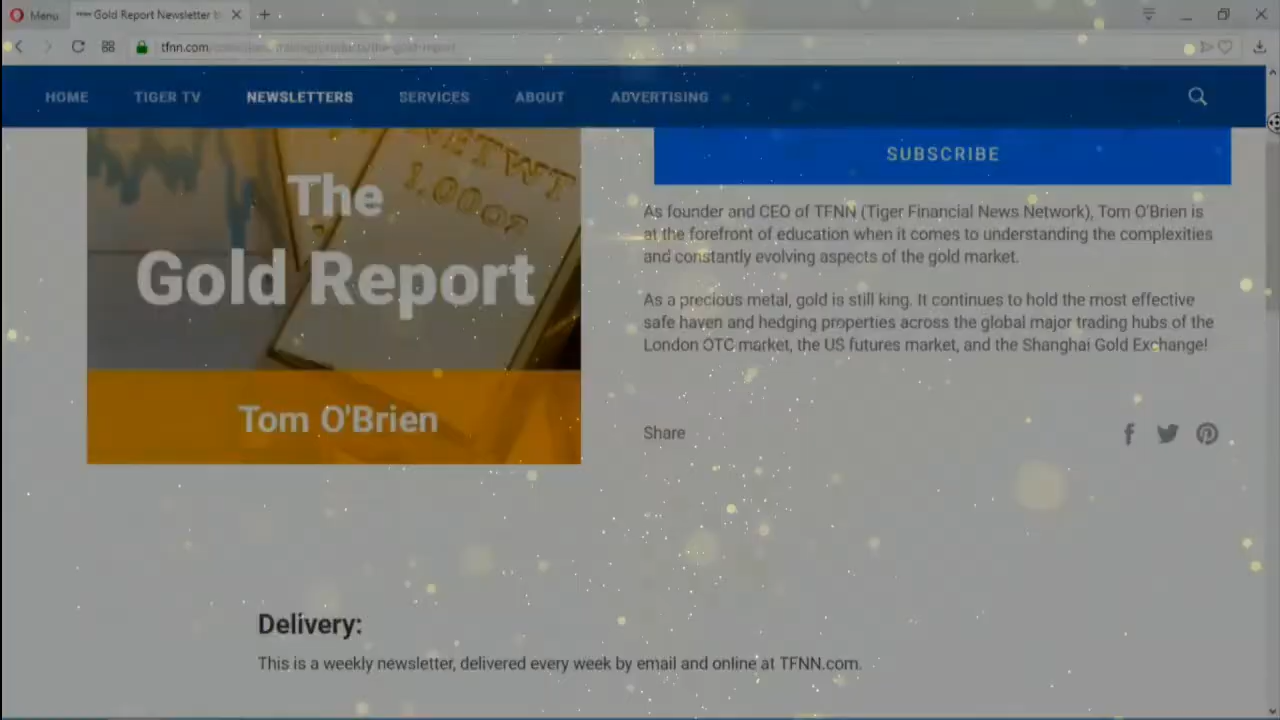 Menu
Gold Report Newsletter b
tfnn.com
HOME TIGER TV NEWSLETTERS SERVICES ABOUT ADVERTISING
NETWT
1.00oz
The
Gold Report
Tom O'Brien
SUBSCRIBE
As founder and CEO of TFNN (Tiger Financial News Network), Tom O'Brien is
at the forefront of education when it comes to understanding the complexities
and constantly evolving aspects of the gold market.
As a precious metal, gold is still king. It continues to hold the most effective
safe haven and hedging properties across the global major trading hubs of the
London OTC market, the US futures market, and the Shanghai Gold Exchange!
Share
Delivery:
This is a weekly newsletter, delivered every week by email and online at TFNN.com.